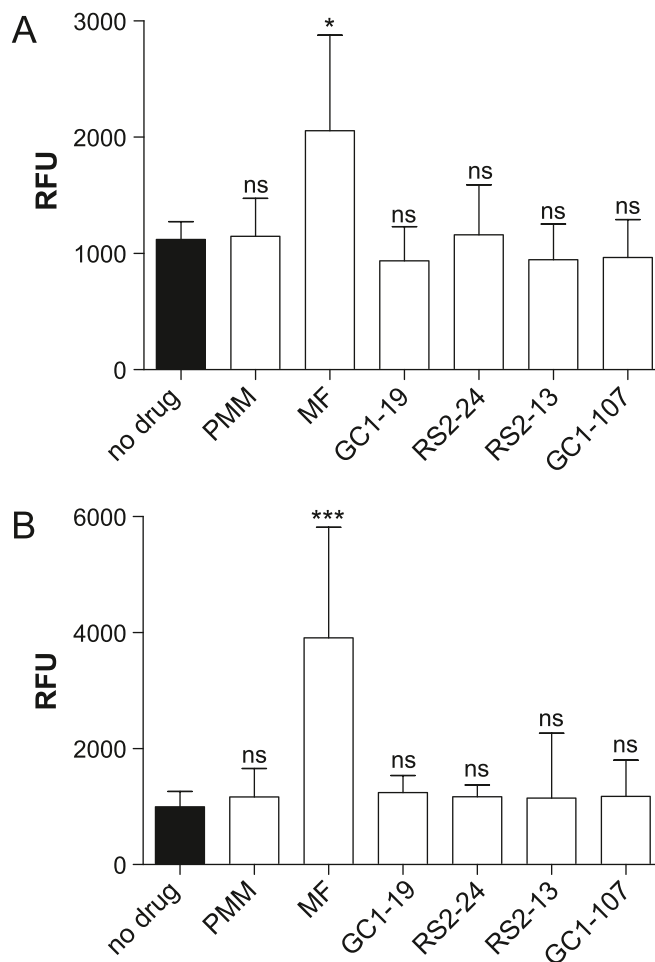 A
3000
2000
1000
0
RFU
ns
*
ns
ns
ns
ns
no drug
PMM
MF
GC1-19
RS2-24
RS2-13
GC1-107
B
6000
4000
2000
0
RFU
ns
***
ns
ns
ns
ns
no drug
PMM
MF
GC1-19
RS2-24
RS2-13
GC1-107